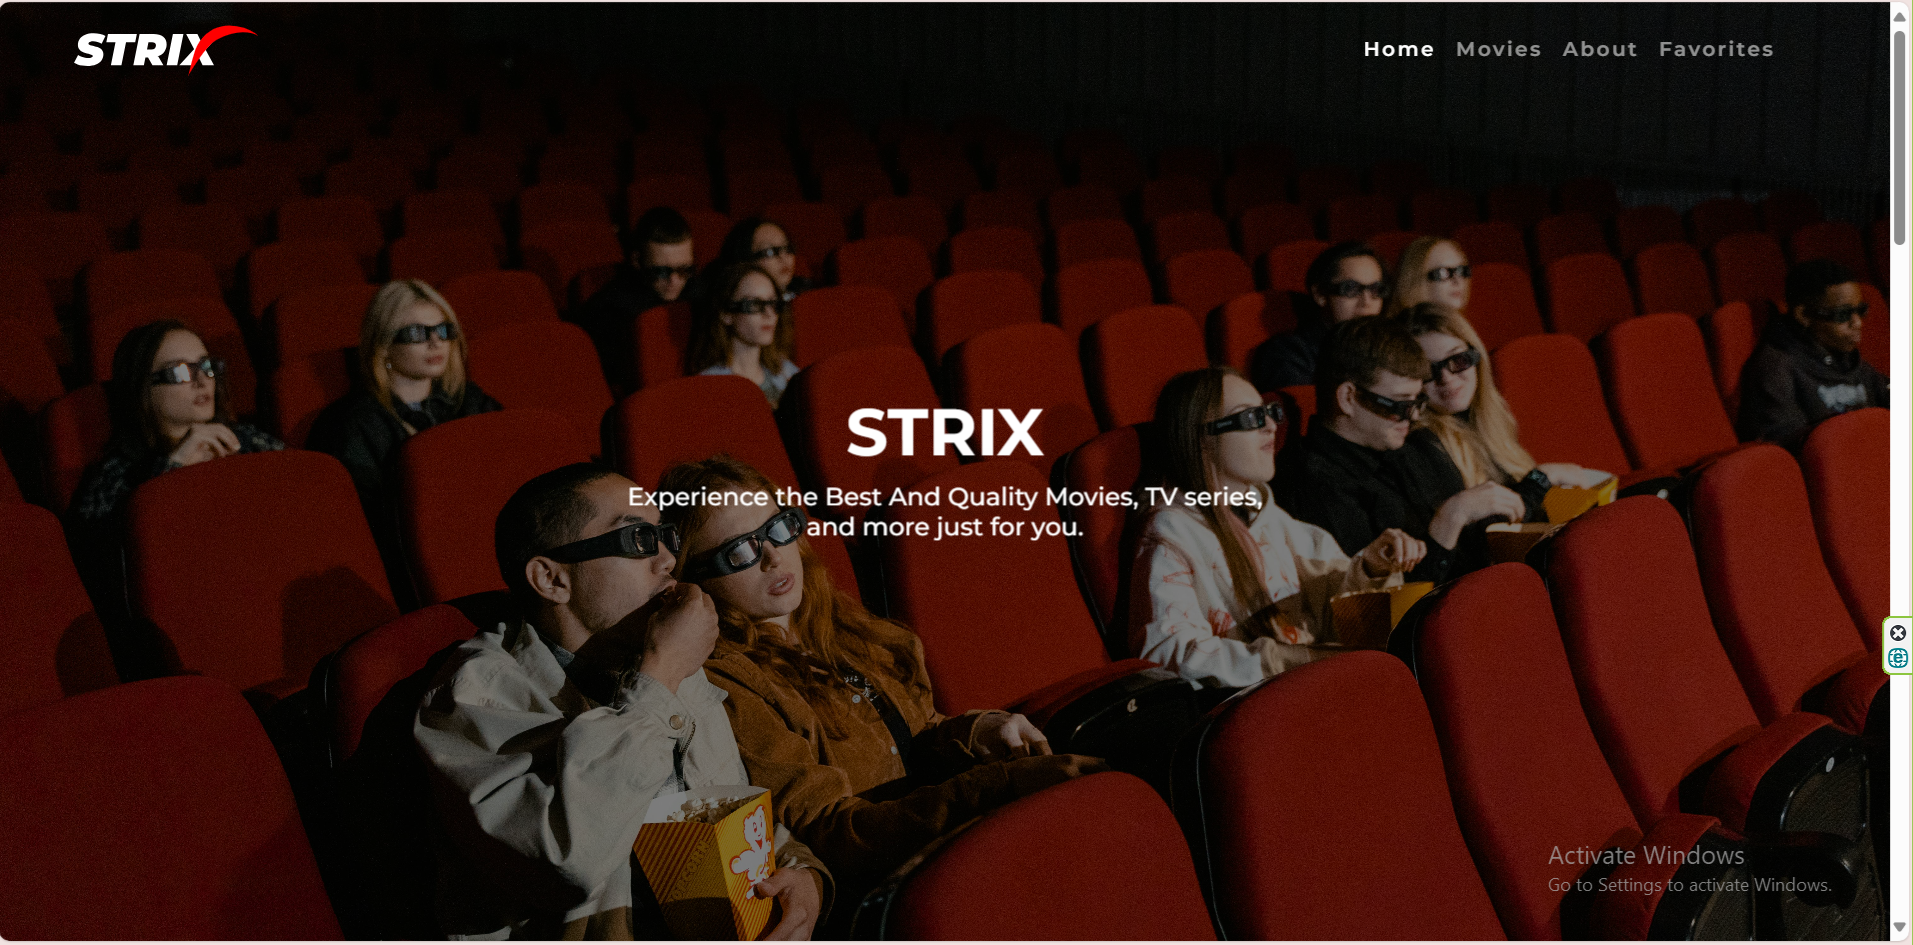 STRIX
Home Movies About Favorites
STRIX
Experience the Best And Quality Movies, TV series,
and more just for you.
Activate Windows
Go to Settings to activate Windows.